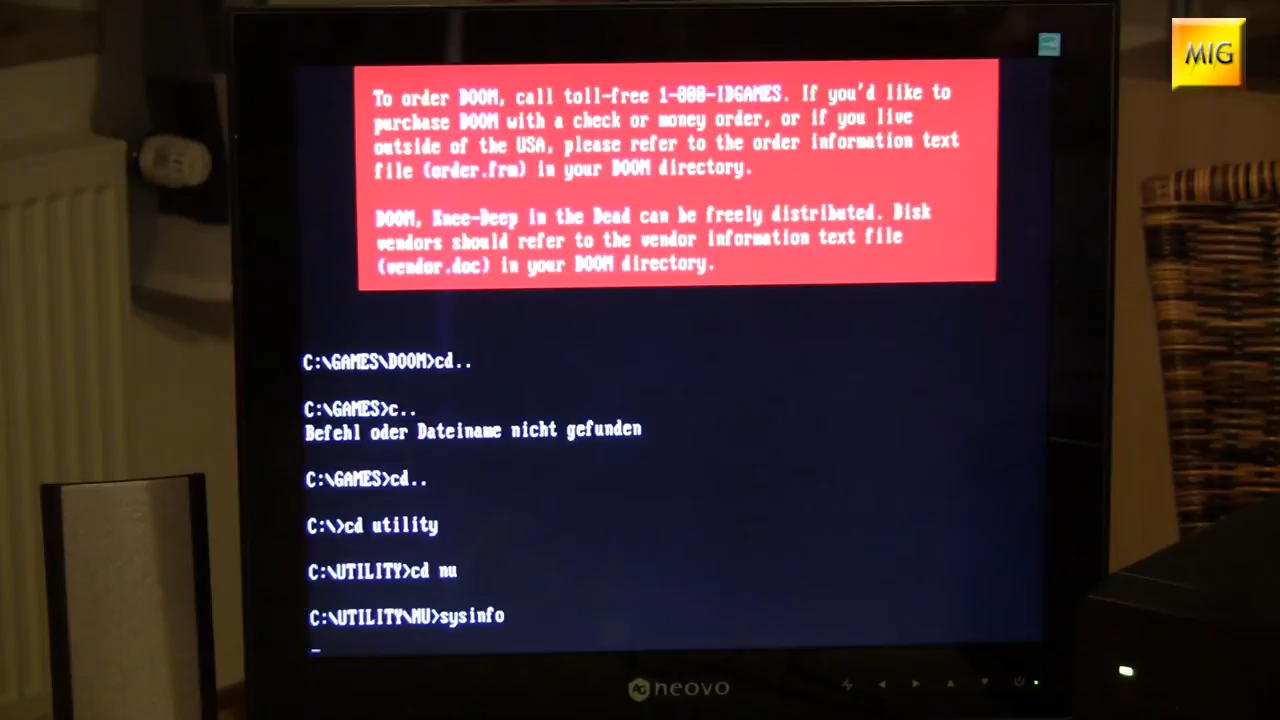 MIG
To order DOOM, call toll-free 1-800-IDGAMES. If you'd like to
purchase DOOM with a check or money order, or if you live
outside of the USA, please refer to the order information text
file (order.frm) in your DOOM directory.
DOOM, Knee-Deep in the Dead can be freely distributed. Disk
vendors should refer to the vendor information text file
(vendor.doc) in your DOOM directory.
C:\GAMES\DOOM>cd..
C:\GAMES>c..
Befehl oder Dateiname nicht gefunden
C:\GAMES>cd..
C:\>cd utility
C:\UTILITY>cd nu
C:\UTILITY\NU>sysinfo
_
AG neovo